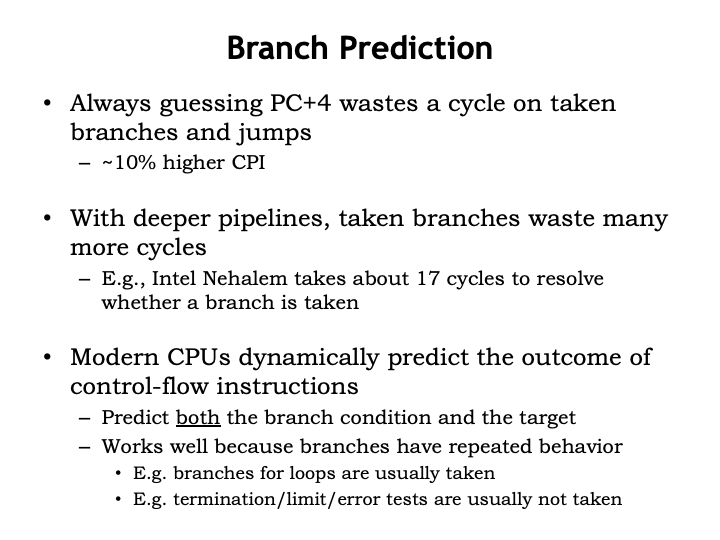 Branch Prediction
• Always guessing PC+4 wastes a cycle on taken
branches and jumps
– ~10% higher CPI
• With deeper pipelines, taken branches waste many
more cycles
– E.g., Intel Nehalem takes about 17 cycles to resolve
whether a branch is taken
• Modern CPUs dynamically predict the outcome of
control-flow instructions
– Predict both the branch condition and the target
– Works well because branches have repeated behavior
• E.g. branches for loops are usually taken
• E.g. termination/limit/error tests are usually not taken